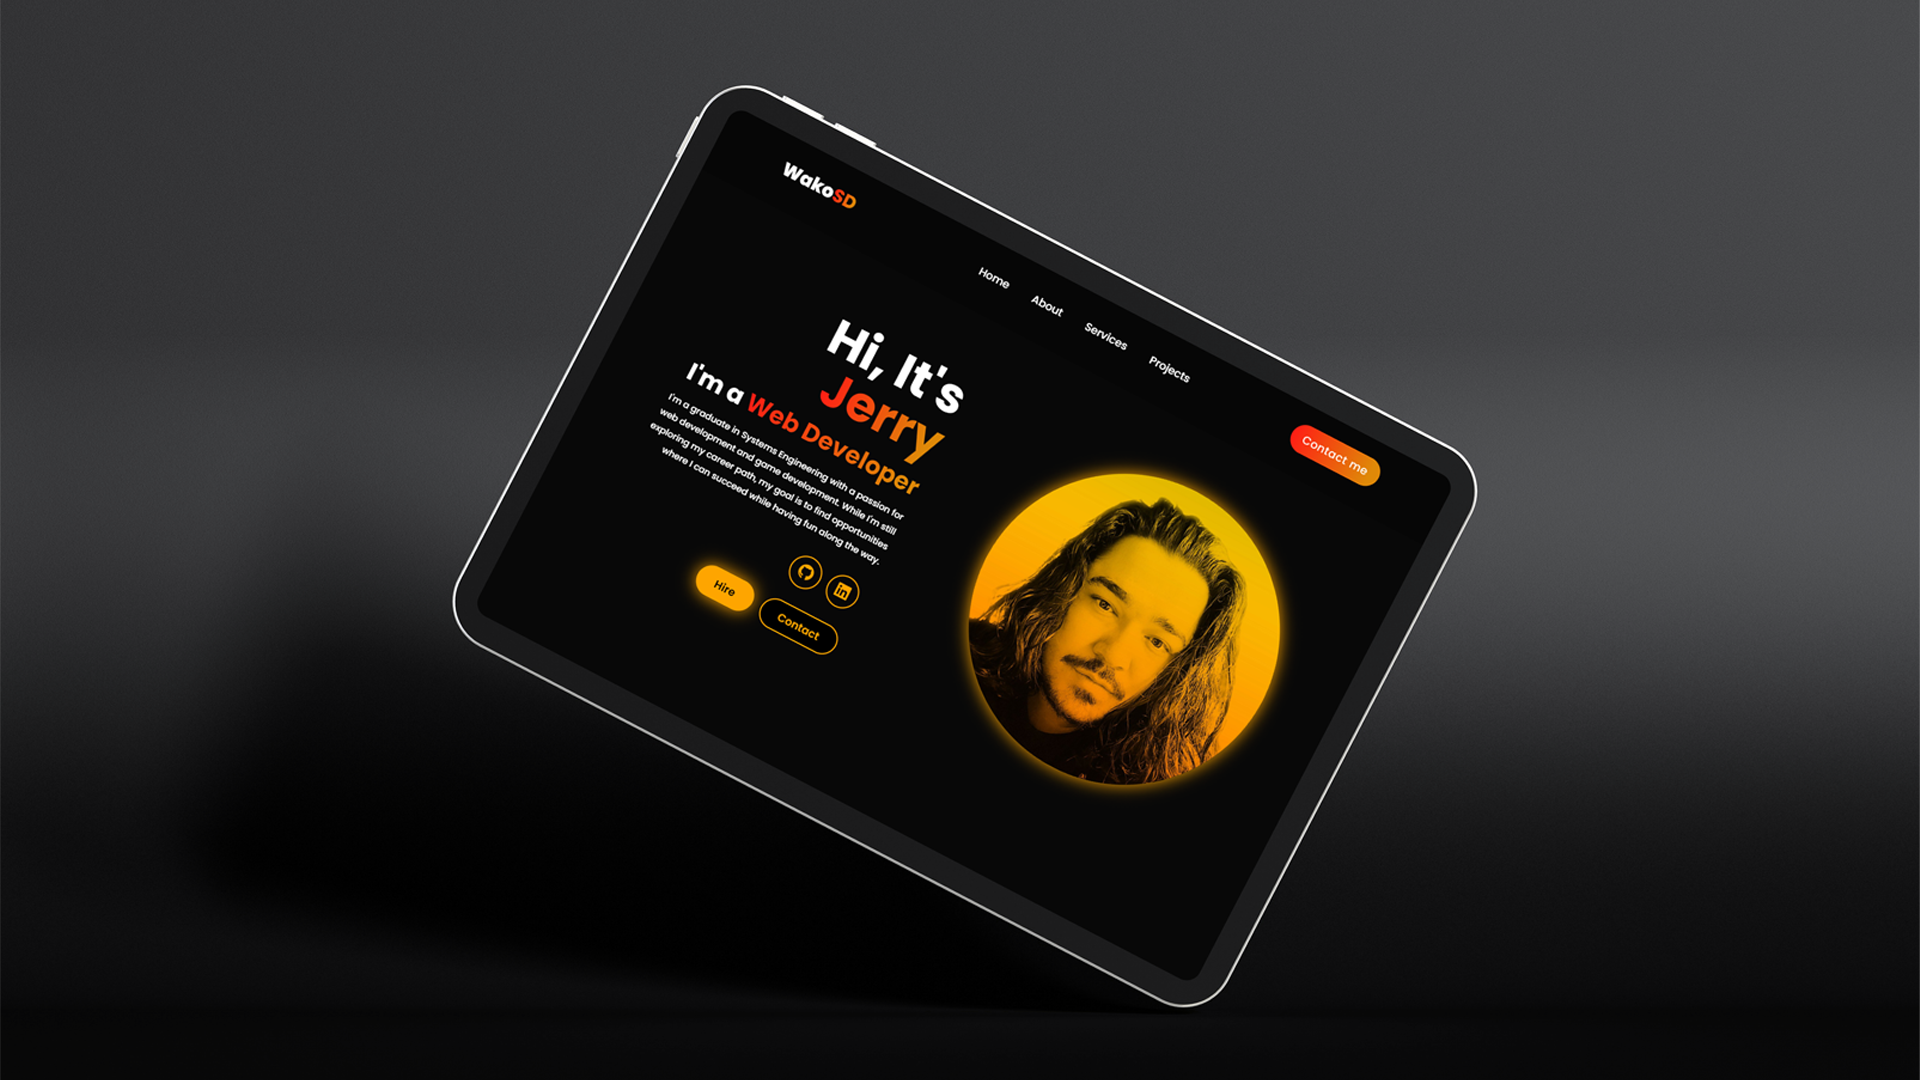 WakoSD
Home
About
Services
Projects
Contact me
Hi, It's
Jerry
I'm a Web Developer
I'm a graduate in Systems Engineering with a passion for
web development and game development. While I'm still
exploring my career path, my goal is to find opportunities
where I can succeed while having fun along the way.
in
Hire
Contact